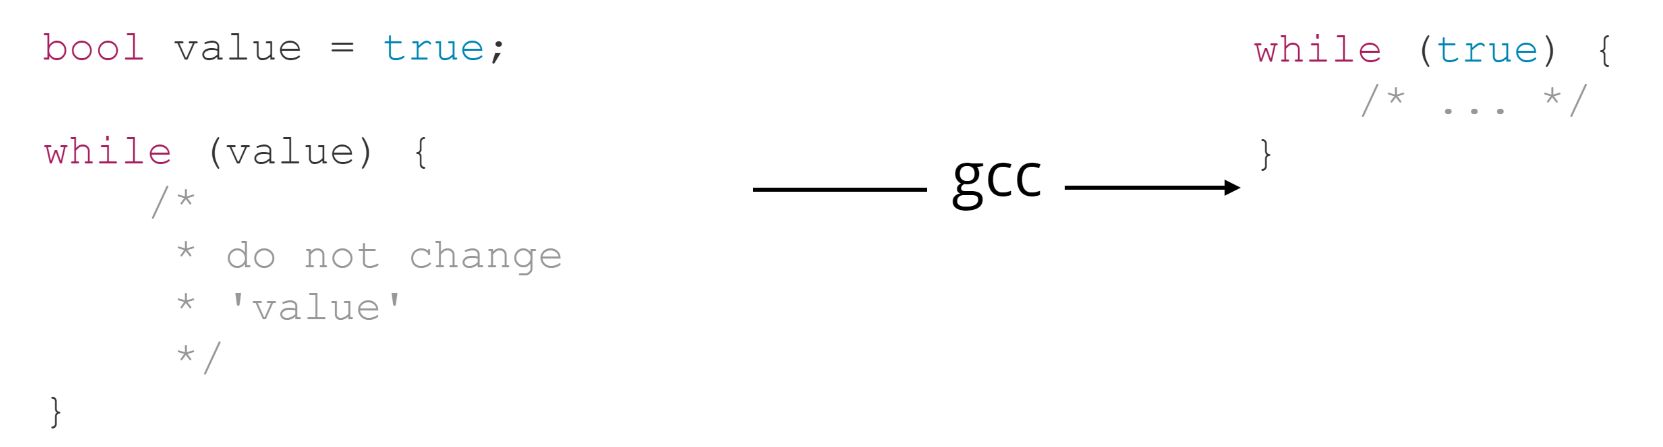 bool value = true;
while (value) {
/*
* do not change
* 'value'
*/
}
gcc
while (true) {
/* ... */
}